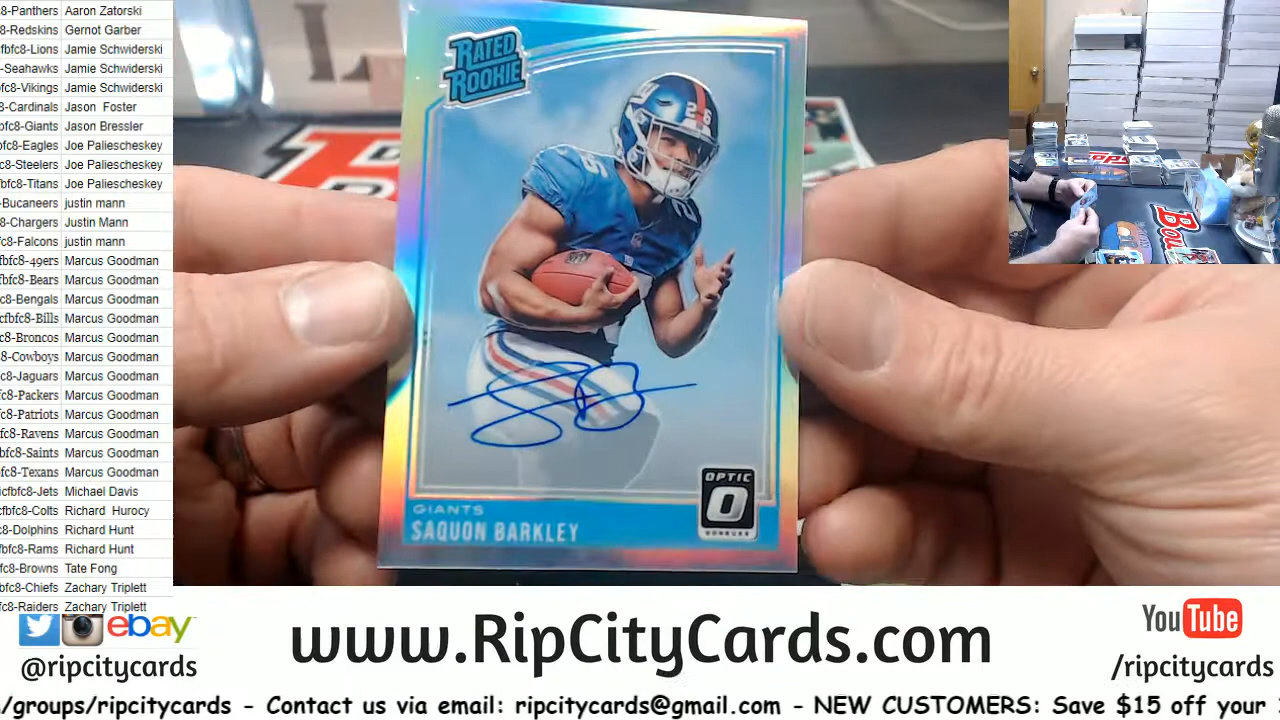 8-Panthers Aaron Zatorski
8-Redskins Gernot Garber
fbfc8-Lions Jamie Schwiderski
-Seahawks Jamie Schwiderski
8-Vikings Jamie Schwiderski
8-Cardinals Jason Foster
bfc8-Giants Jason Bressler
bfc8-Eagles Joe Paliescheskey
8-Steelers Joe Paliescheskey
bfc8-Titans Joe Paliescheskey
-Bucaneers justin mann
8-Chargers Justin Mann
c8-Falcons justin mann
bfc8-49ers Marcus Goodman
bfc8-Bears Marcus Goodman
c8-Bengals Marcus Goodman
cfbfc8-Bills Marcus Goodman
c8-Broncos Marcus Goodman
8-Cowboys Marcus Goodman
fc8-Jaguars Marcus Goodman
c8-Packers Marcus Goodman
fc8-Patriots Marcus Goodman
fc8-Ravens Marcus Goodman
bfc8-Saints Marcus Goodman
fc8-Texans Marcus Goodman
icfbfc8-Jets Michael Davis
bfc8-Colts Richard Hurocy
c8-Dolphins Richard Hunt
fbfc8-Rams Richard Hunt
fc8-Browns Tate Fong
bfc8-Chiefs Zachary Triplett
fc8-Raiders Zachary Triplett
RATED
ROOKIE
26
OPTIC
O
DONRUSS
GIANTS
SAQUON BARKLEY
ebay
@ripcitycards
www.RipCityCards.com
YouTube
/ripcitycards
/groups/ripcitycards - Contact us via email: ripcitycards@gmail.com - NEW CUSTOMERS: Save $15 off your